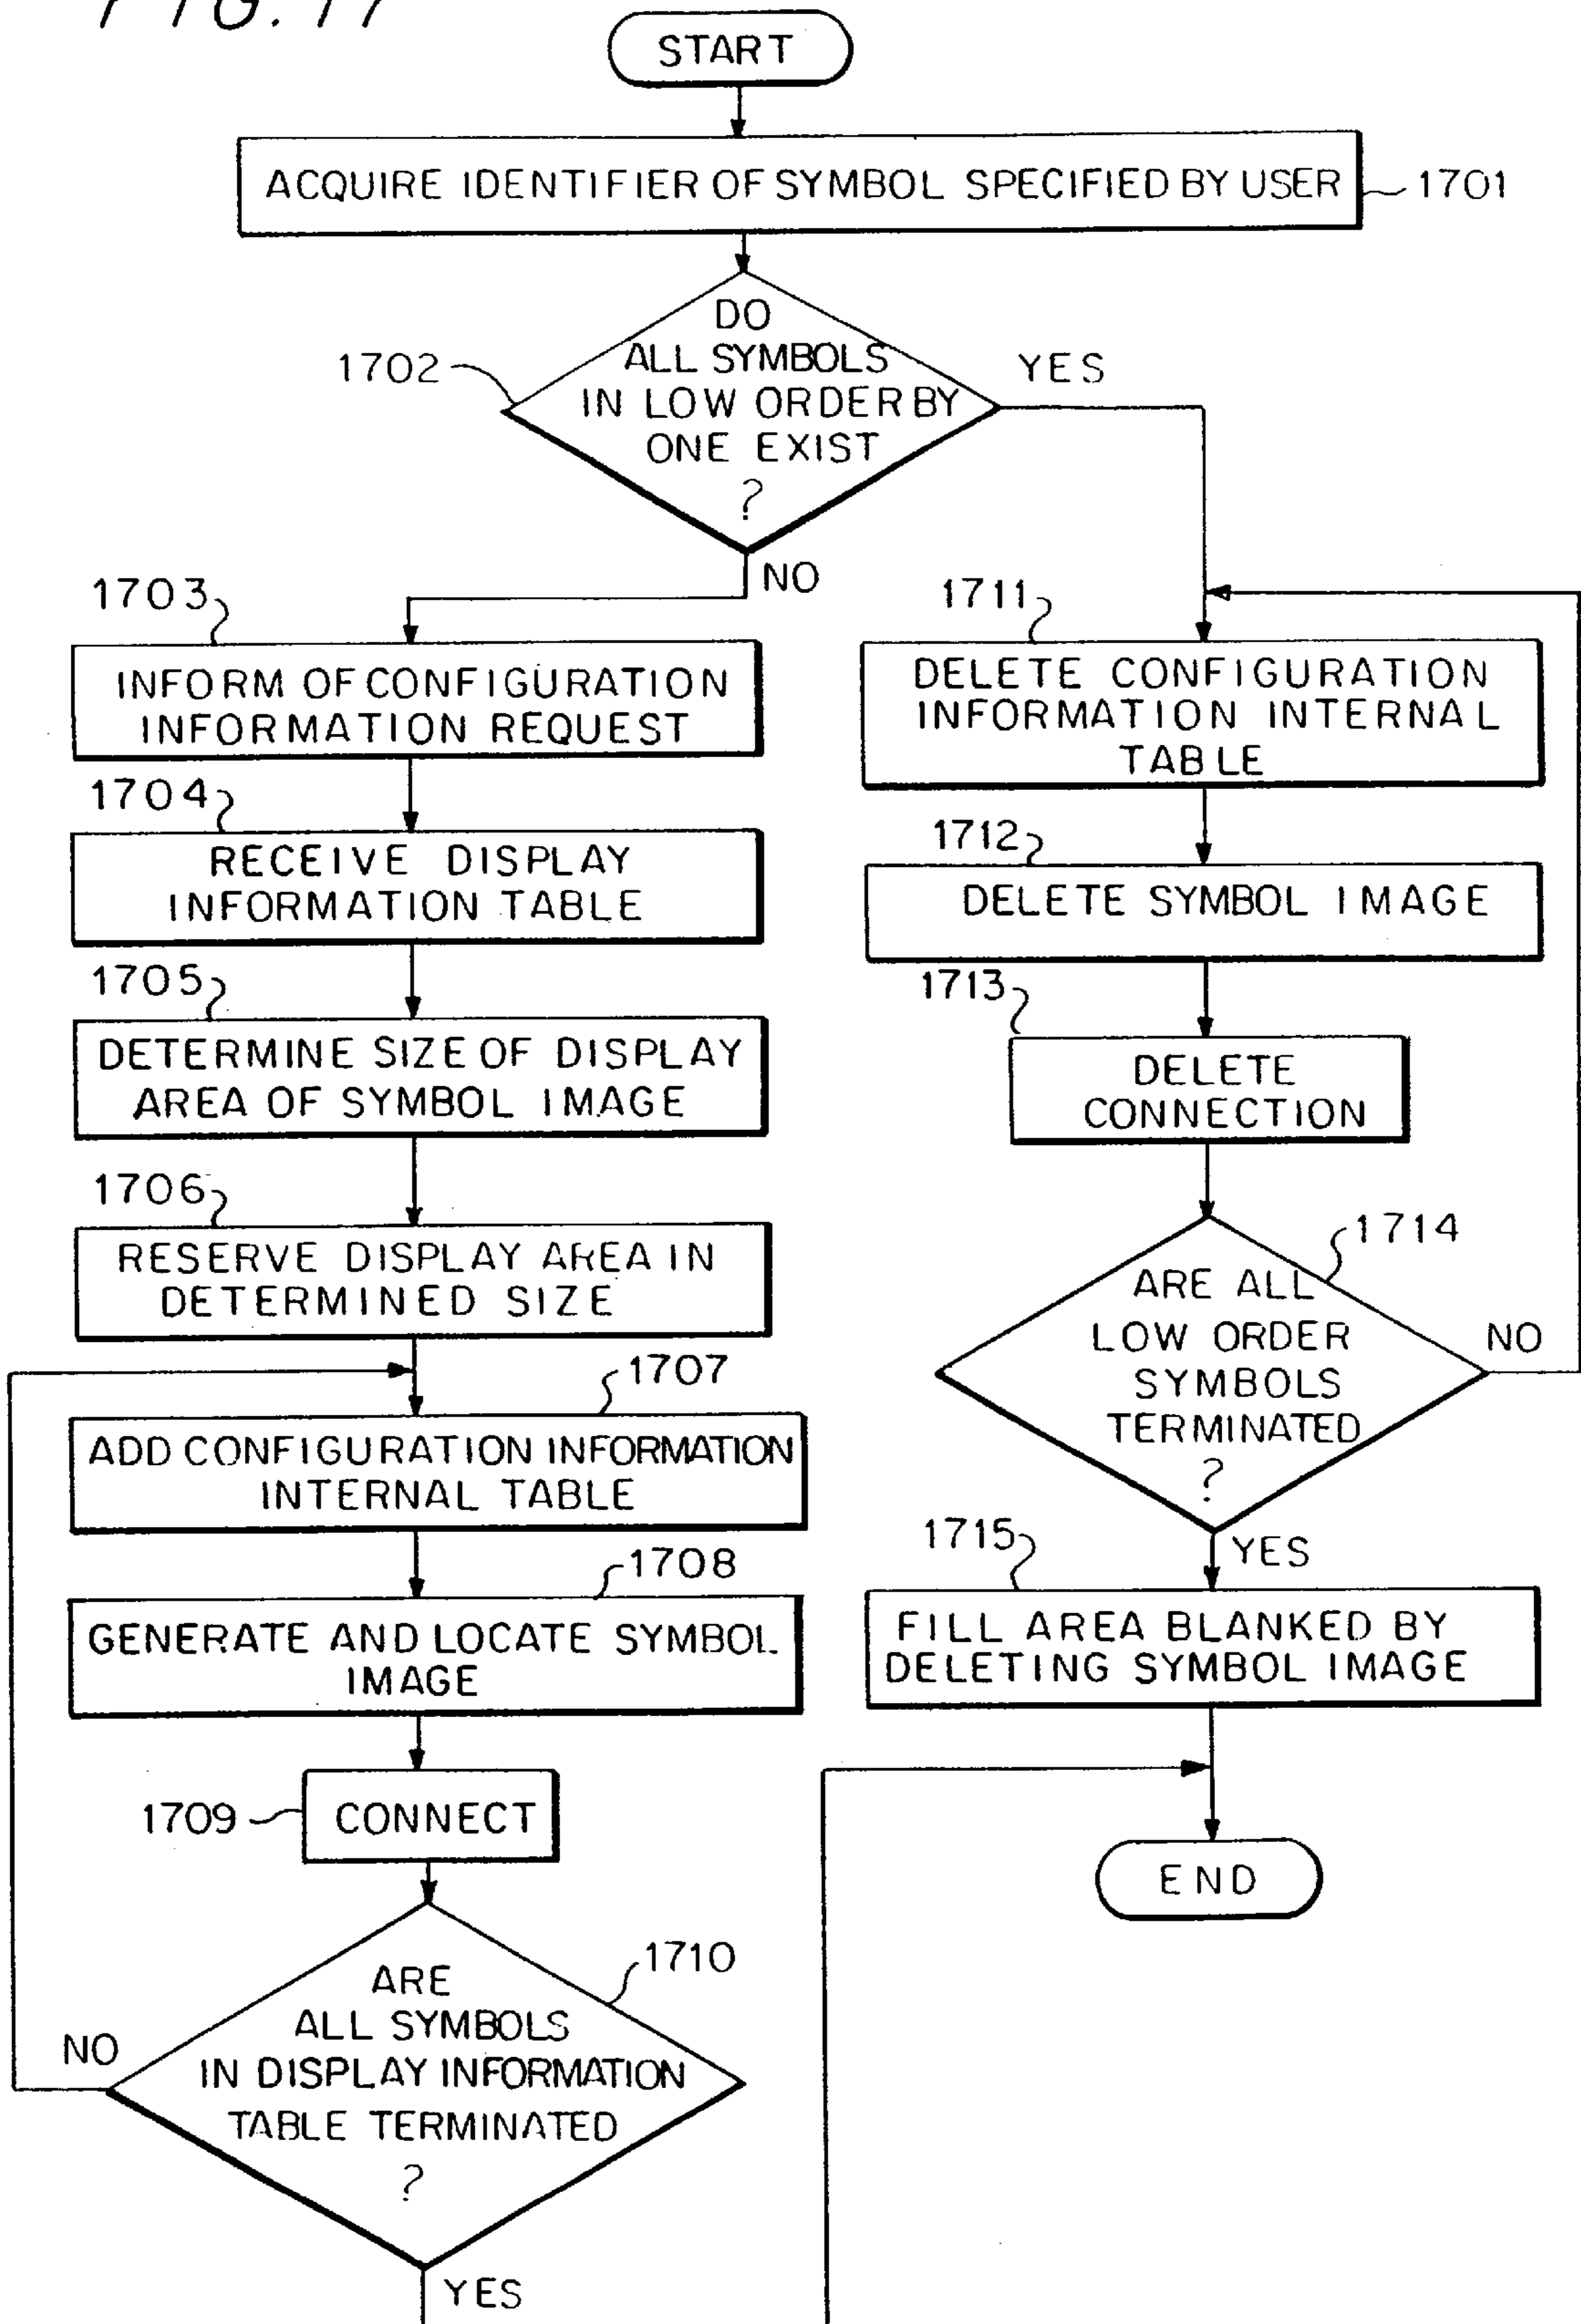 FIG. 17
START
ACQUIRE IDENTIFIER OF SYMBOL SPECIFIED BY USER
1701
1702
DO
ALL SYMBOLS
IN LOW ORDER BY
ONE EXIST
?
YES
NO
1703
INFORM OF CONFIGURATION
INFORMATION REQUEST
1704
RECEIVE DISPLAY
INFORMATION TABLE
1705
DETERMINE SIZE OF DISPLAY
AREA OF SYMBOL IMAGE
1706
RESERVE DISPLAY AREA IN
DETERMINED SIZE
1707
ADD CONFIGURATION INFORMATION
INTERNAL TABLE
1708
GENERATE AND LOCATE SYMBOL
IMAGE
1709
CONNECT
1710
ARE
ALL SYMBOLS
IN DISPLAY INFORMATION
TABLE TERMINATED
?
NO
YES
1711
DELETE CONFIGURATION
INFORMATION INTERNAL
TABLE
1712
DELETE SYMBOL IMAGE
1713
DELETE
CONNECTION
1714
ARE ALL
LOW ORDER
SYMBOLS
TERMINATED
?
NO
YES
1715
FILL AREA BLANKED BY
DELETING SYMBOL IMAGE
END